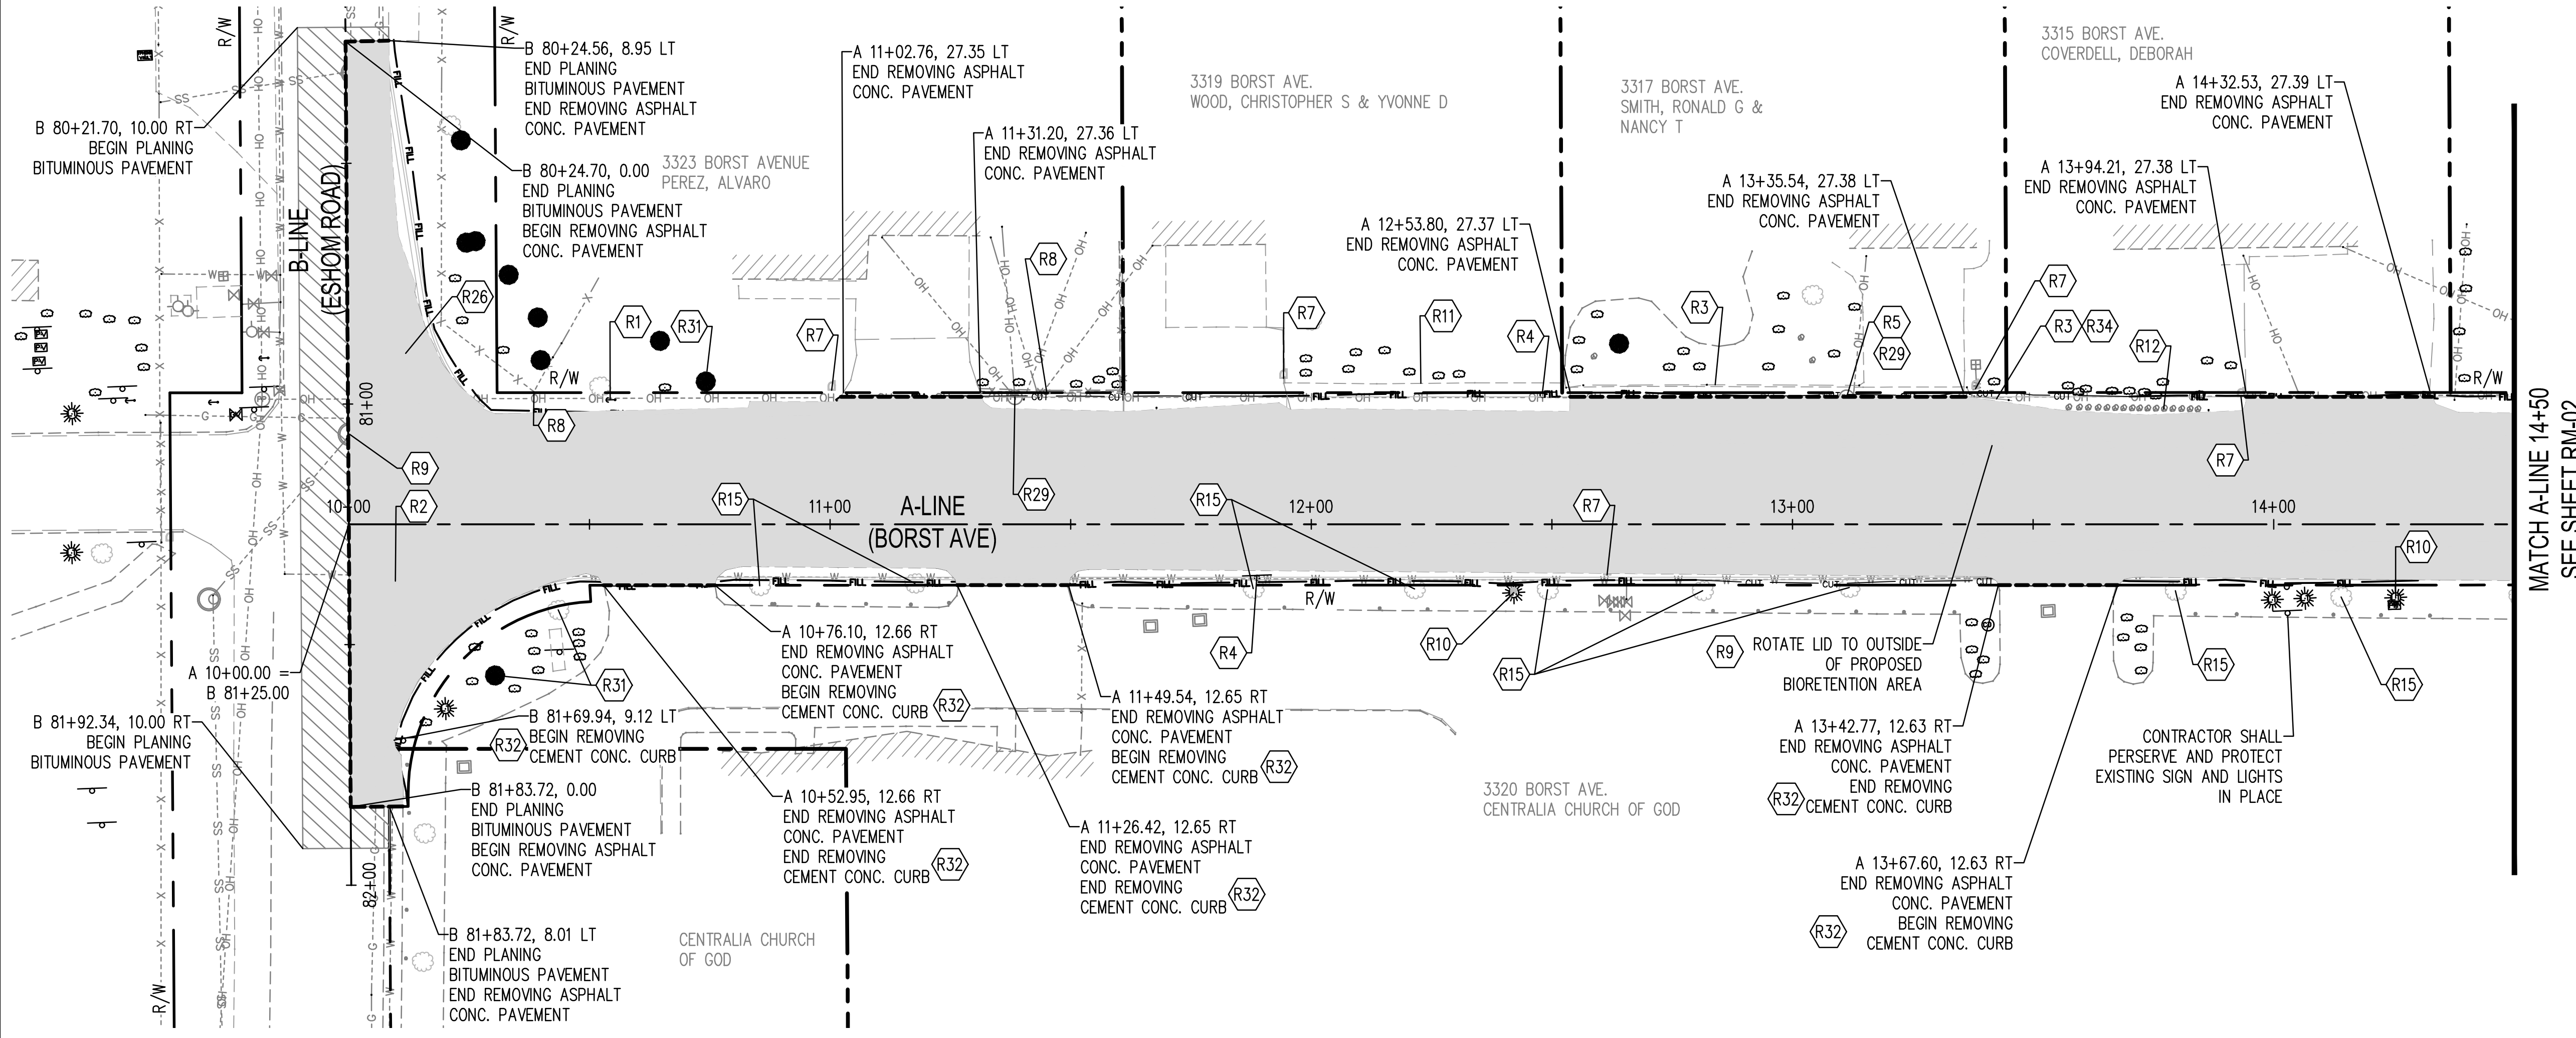 R/W
R/W
B 80+21.70, 10.00 RT
BEGIN PLANING
BITUMINOUS PAVEMENT
B 80+24.56, 8.95 LT
END PLANING
BITUMINOUS PAVEMENT
END REMOVING ASPHALT
CONC. PAVEMENT
B 80+24.70, 0.00
END PLANING
BITUMINOUS PAVEMENT
BEGIN REMOVING ASPHALT
CONC. PAVEMENT
3323 BORST AVENUE
PEREZ, ALVARO
A 11+02.76, 27.35 LT
END REMOVING ASPHALT
CONC. PAVEMENT
A 11+31.20, 27.36 LT
END REMOVING ASPHALT
CONC. PAVEMENT
3319 BORST AVE.
WOOD, CHRISTOPHER S & YVONNE D
A 12+53.80, 27.37 LT
END REMOVING ASPHALT
CONC. PAVEMENT
3317 BORST AVE.
SMITH, RONALD G &
NANCY T
A 13+35.54, 27.38 LT
END REMOVING ASPHALT
CONC. PAVEMENT
3315 BORST AVE.
COVERDELL, DEBORAH
A 14+32.53, 27.39 LT
END REMOVING ASPHALT
CONC. PAVEMENT
A 13+94.21, 27.38 LT
END REMOVING ASPHALT
CONC. PAVEMENT
B-LINE
(ESHOM ROAD)
R26
R1
R31
R7
R8
R7
R11
R4
R3
R5
R29
R7
R3
R34
R12
R/W
R/W
81+00
R8
R9
R2
R15
R29
R15
R7
R7
R10
10+00
11+00
A-LINE
(BORST AVE)
12+00
13+00
14+00
MATCH A-LINE 14+50
SEE SHEET RM-02
R/W
A 10+00.00 =
B 81+25.00
B 81+92.34, 10.00 RT
BEGIN PLANING
BITUMINOUS PAVEMENT
R31
R32
B 81+69.94, 9.12 LT
BEGIN REMOVING
CEMENT CONC. CURB
B 81+83.72, 0.00
END PLANING
BITUMINOUS PAVEMENT
BEGIN REMOVING ASPHALT
CONC. PAVEMENT
B 81+83.72, 8.01 LT
END PLANING
BITUMINOUS PAVEMENT
END REMOVING ASPHALT
CONC. PAVEMENT
82+00
R/W
A 10+76.10, 12.66 RT
END REMOVING ASPHALT
CONC. PAVEMENT
BEGIN REMOVING
CEMENT CONC. CURB R32
A 10+52.95, 12.66 RT
END REMOVING ASPHALT
CONC. PAVEMENT
END REMOVING
CEMENT CONC. CURB R32
CENTRALIA CHURCH
OF GOD
A 11+49.54, 12.65 RT
END REMOVING ASPHALT
CONC. PAVEMENT
BEGIN REMOVING
CEMENT CONC. CURB R32
A 11+26.42, 12.65 RT
END REMOVING ASPHALT
CONC. PAVEMENT
END REMOVING
CEMENT CONC. CURB R32
R4
R10
R15
R9 ROTATE LID TO OUTSIDE
OF PROPOSED
BIORETENTION AREA
3320 BORST AVE.
CENTRALIA CHURCH OF GOD
A 13+42.77, 12.63 RT
END REMOVING ASPHALT
CONC. PAVEMENT
END REMOVING
R32 CEMENT CONC. CURB
A 13+67.60, 12.63 RT
END REMOVING ASPHALT
CONC. PAVEMENT
BEGIN REMOVING
R32 CEMENT CONC. CURB
R15
R15
CONTRACTOR SHALL
PERSERVE AND PROTECT
EXISTING SIGN AND LIGHTS
IN PLACE